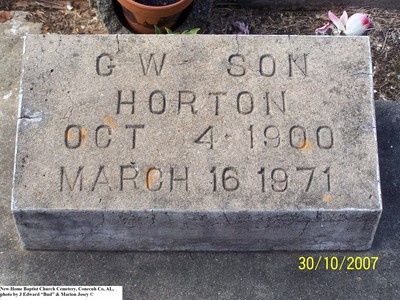 G W SON
HORTON
OCT 4 1900
MARCH 16 1971
30/10/2007
New Home Baptist Church Cemetery, Conecuh Co, AL,
photo by J Edward "Bud" & Marion Josey ©